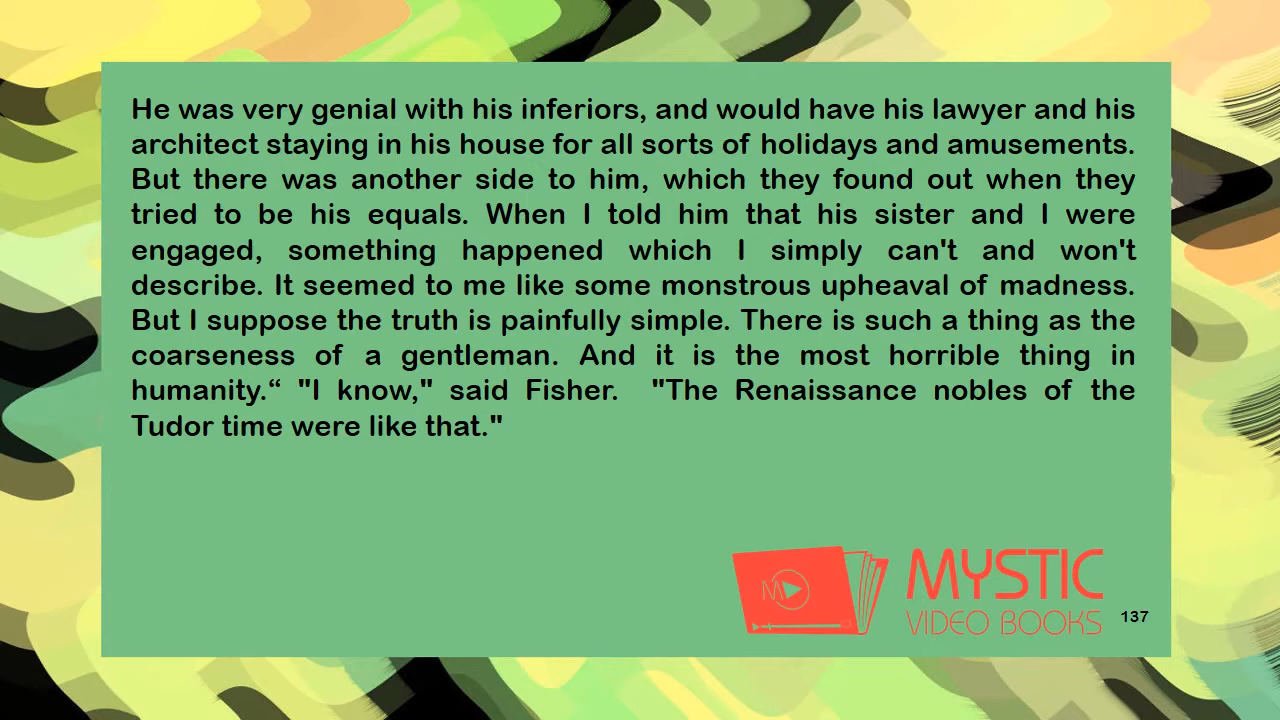 He was very genial with his inferiors, and would have his lawyer and his
architect staying in his house for all sorts of holidays and amusements.
But there was another side to him, which they found out when they
tried to be his equals. When I told him that his sister and I were
engaged, something happened which I simply can't and won't
describe. It seemed to me like some monstrous upheaval of madness.
But I suppose the truth is painfully simple. There is such a thing as the
coarseness of a gentleman. And it is the most horrible thing in
humanity.“ "I know," said Fisher.  "The Renaissance nobles of the
Tudor time were like that."
M
MYSTIC
VIDEO BOOKS
137